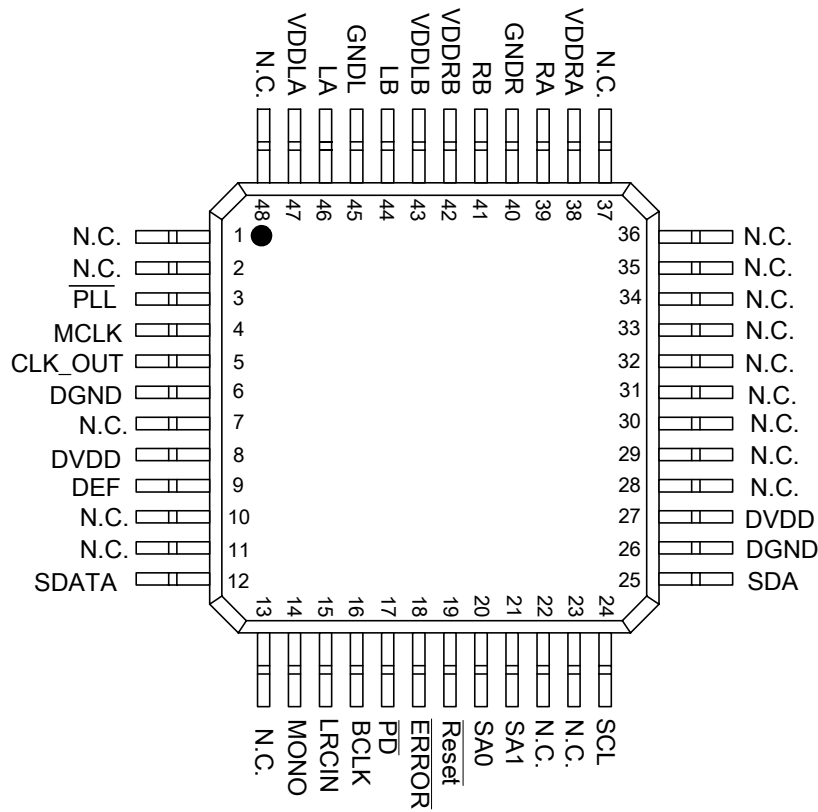 N.C.
VDDLA
LA
GNDL
LB
VDDLB
VDDRB
RB
GNDR
RA
VDDRA
N.C.
48
47
46
45
44
43
42
41
40
39
38
37
N.C. 1
N.C. 2
PLL 3
MCLK 4
CLK_OUT 5
DGND 6
N.C. 7
DVDD 8
DEF 9
N.C. 10
N.C. 11
SDATA 12
36 N.C.
35 N.C.
34 N.C.
33 N.C.
32 N.C.
31 N.C.
30 N.C.
29 N.C.
28 N.C.
27 DVDD
26 DGND
25 SDA
13
14
15
16
17
18
19
20
21
22
23
24
N.C.
MONO
LRCIN
BCLK
PD
ERROR
Reset
SA0
SA1
N.C.
N.C.
SCL